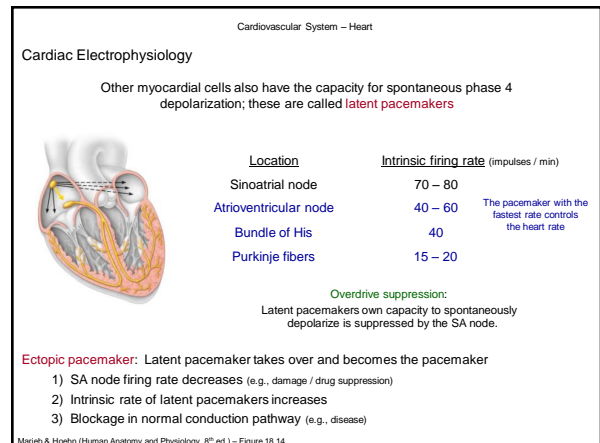 Cardiovascular System – Heart
Cardiac Electrophysiology
Other myocardial cells also have the capacity for spontaneous phase 4
depolarization; these are called latent pacemakers
Location Intrinsic firing rate (impulses / min)
Sinoatrial node 70 – 80
Atrioventricular node 40 – 60
Bundle of His 40
Purkinje fibers 15 – 20
The pacemaker with the
fastest rate controls
the heart rate
Overdrive suppression:
Latent pacemakers own capacity to spontaneously
depolarize is suppressed by the SA node.
Ectopic pacemaker: Latent pacemaker takes over and becomes the pacemaker
1) SA node firing rate decreases (e.g., damage / drug suppression)
2) Intrinsic rate of latent pacemakers increases
3) Blockage in normal conduction pathway (e.g., disease)
Marieb & Hoehn (Human Anatomy and Physiology, 8th ed.) – Figure 18.14